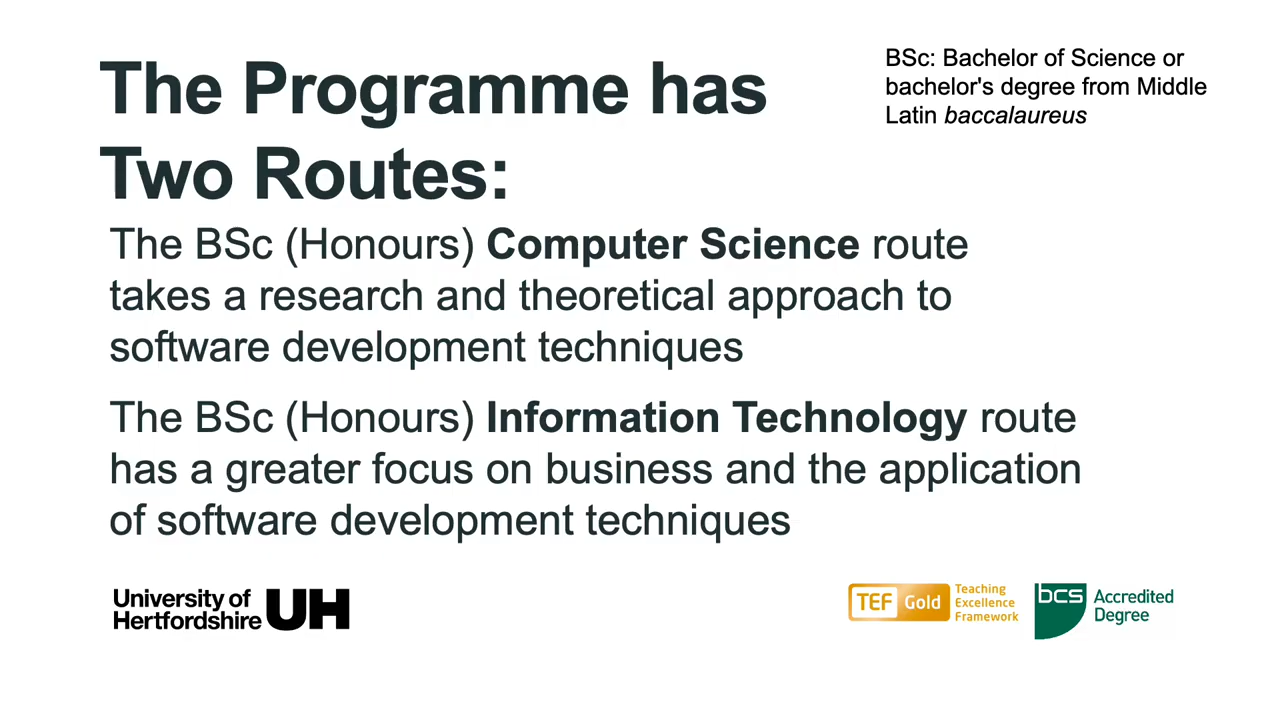 The Programme has
Two Routes:
BSc: Bachelor of Science or
bachelor's degree from Middle
Latin baccalaureus
The BSc (Honours) Computer Science route
takes a research and theoretical approach to
software development techniques
The BSc (Honours) Information Technology route
has a greater focus on business and the application
of software development techniques
University of
Hertfordshire
UH
TEF Gold
Teaching
Excellence
Framework
bcs
Accredited
Degree